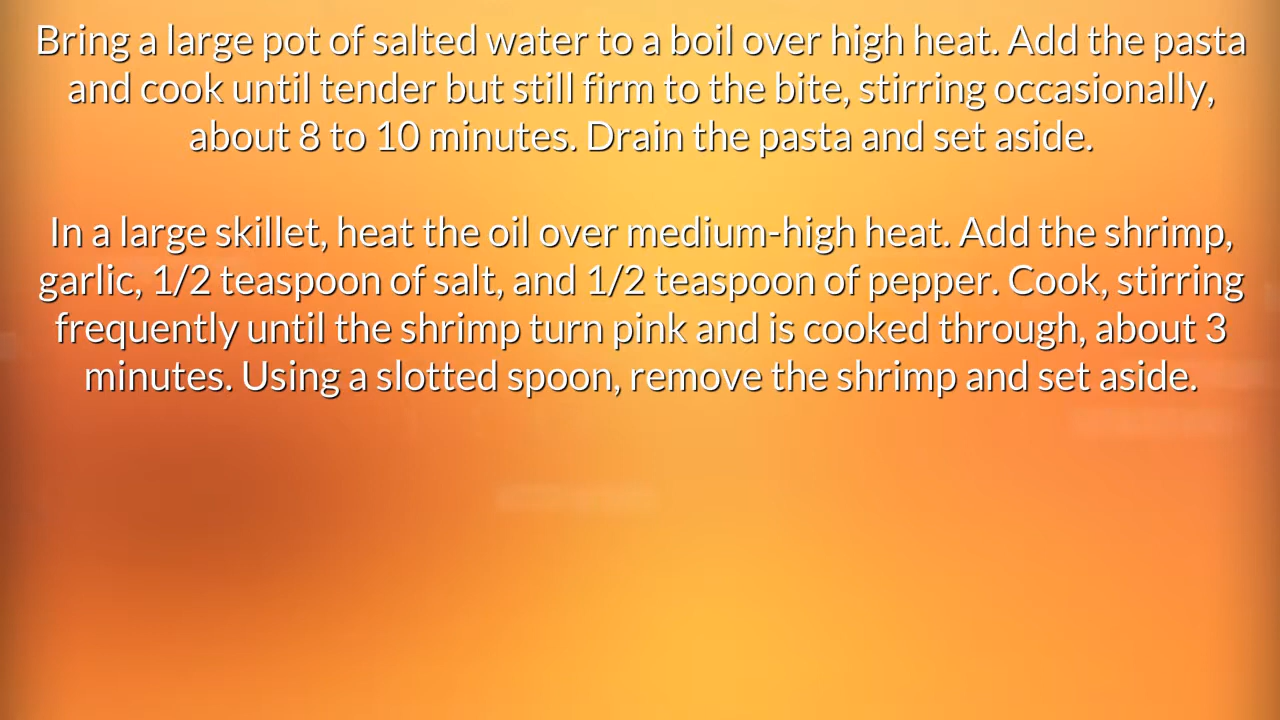 Bring a large pot of salted water to a boil over high heat. Add the pasta
and cook until tender but still firm to the bite, stirring occasionally,
about 8 to 10 minutes. Drain the pasta and set aside.
In a large skillet, heat the oil over medium-high heat. Add the shrimp,
garlic, 1/2 teaspoon of salt, and 1/2 teaspoon of pepper. Cook, stirring
frequently until the shrimp turn pink and is cooked through, about 3
minutes. Using a slotted spoon, remove the shrimp and set aside.